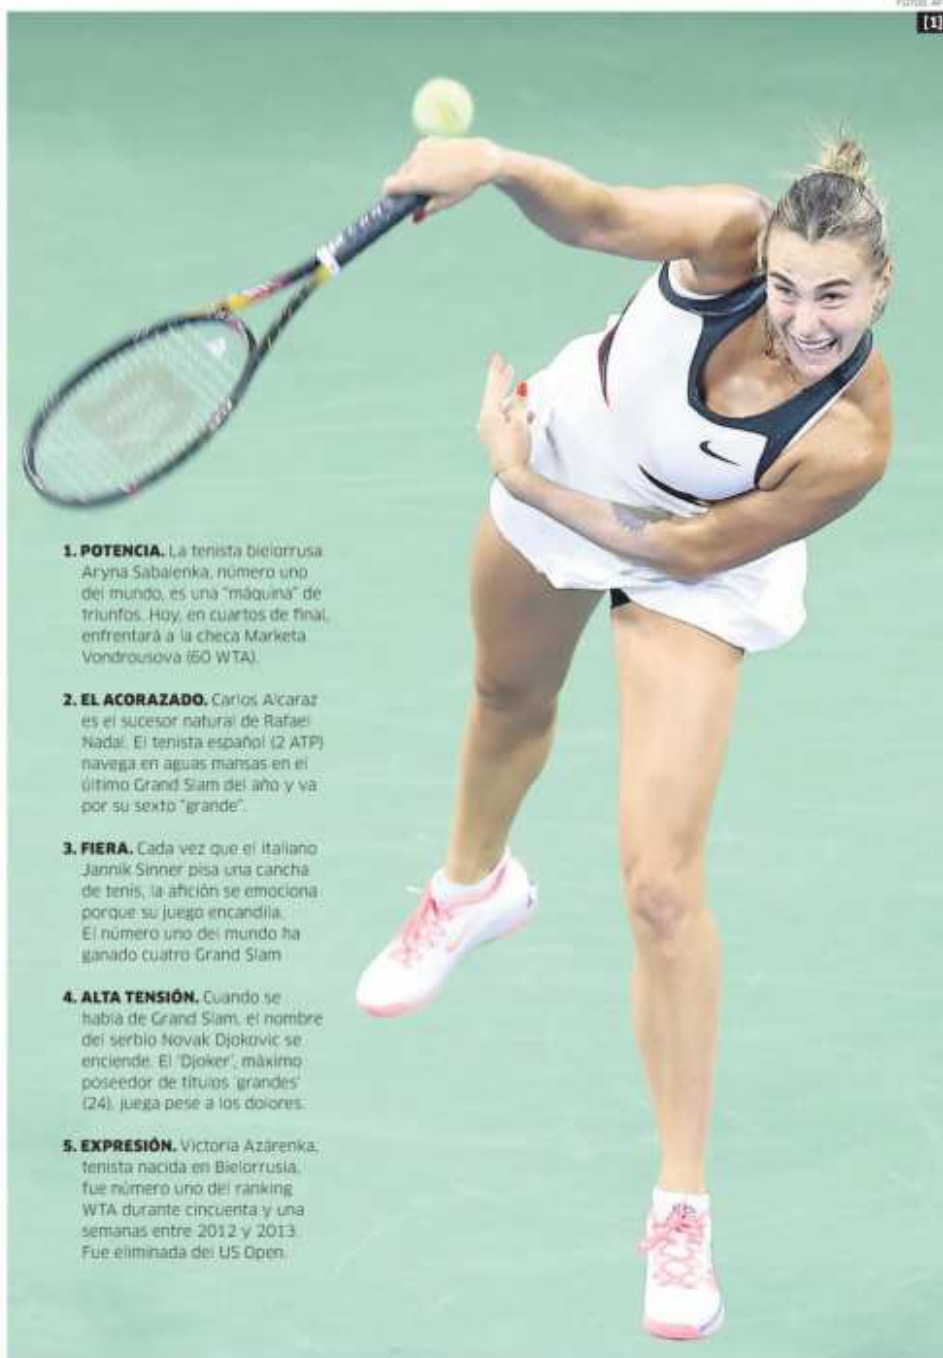 FOTOS: AF
[1]
1. POTENCIA. La tenista bielorrusa
Aryna Sabalenka, número uno
del mundo, es una "máquina" de
triunfos. Hoy, en cuartos de final,
enfrentará a la checa Marketa
Vondrousova (60 WTA).
2. EL ACORAZADO. Carlos Alcaraz
es el sucesor natural de Rafael
Nadal. El tenista español (2 ATP)
navega en aguas mansas en el
último Grand Slam del año y va
por su sexto "grande".
3. FIERA. Cada vez que el italiano
Jannik Sinner pisa una cancha
de tenis, la afición se emociona
porque su juego encandila.
El número uno del mundo ha
ganado cuatro Grand Slam
4. ALTA TENSIÓN. Cuando se
habla de Grand Slam, el nombre
del serbio Novak Djokovic se
enciende. El 'Djoker', máximo
poseedor de títulos 'grandes'
(24), juega pese a los dolores.
5. EXPRESIÓN. Victoria Azárenka,
tenista nacida en Bielorrusia,
fue número uno del ranking
WTA durante cincuenta y una
semanas entre 2012 y 2013.
Fue eliminada del US Open.